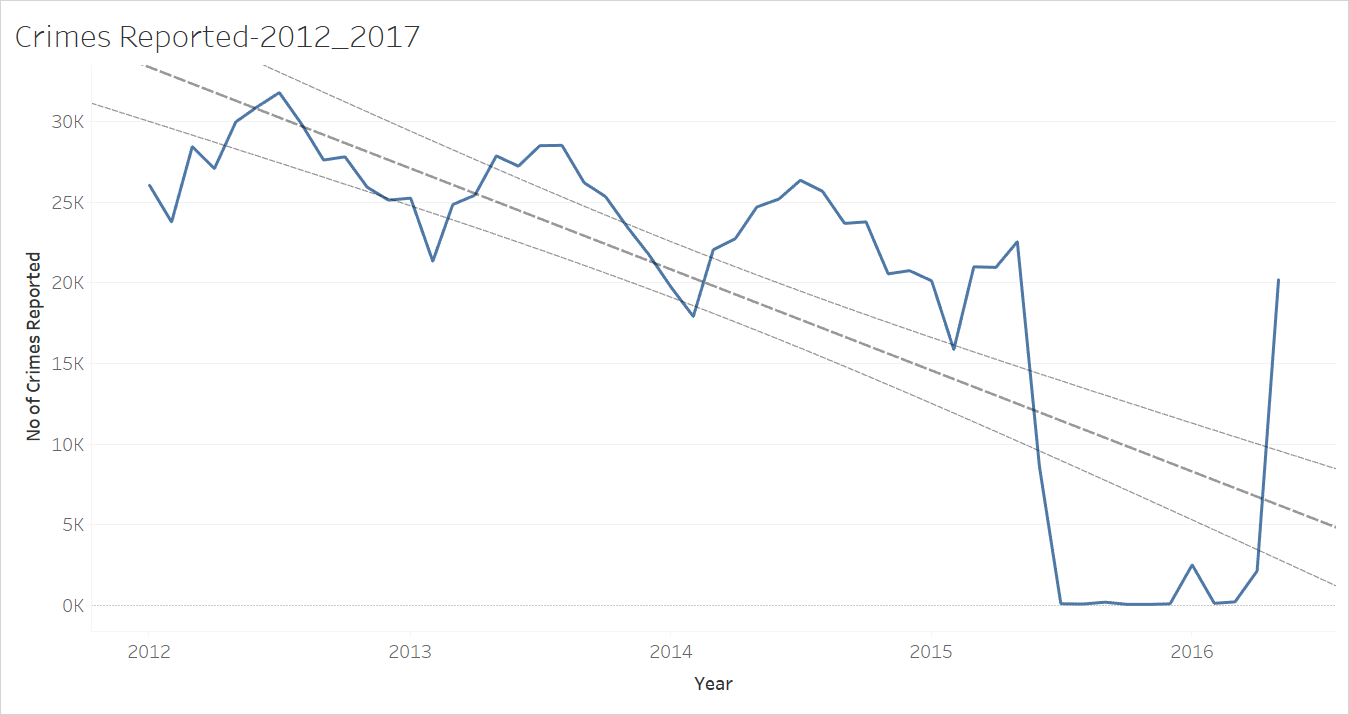 Crimes Reported-2012_2017
No of Crimes Reported
30K
25K
20K
15K
10K
5K
0K
2012 2013 2014 2015 2016
Year